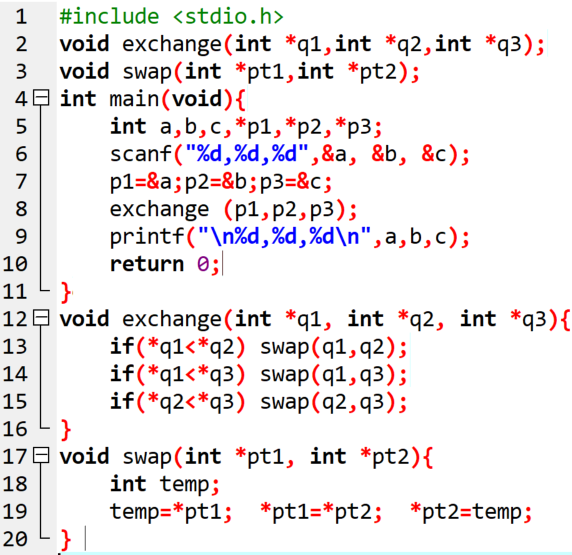 1 #include <stdio.h>
2 void exchange(int *q1,int *q2,int *q3);
3 void swap(int *pt1,int *pt2);
4 int main(void){
5     int a,b,c,*p1,*p2,*p3;
6     scanf("%d,%d,%d",&a, &b, &c);
7     p1=&a;p2=&b;p3=&c;
8     exchange (p1,p2,p3);
9     printf("\n%d,%d,%d\n",a,b,c);
10     return 0;
11 }
12 void exchange(int *q1, int *q2, int *q3){
13     if(*q1<*q2) swap(q1,q2);
14     if(*q1<*q3) swap(q1,q3);
15     if(*q2<*q3) swap(q2,q3);
16 }
17 void swap(int *pt1, int *pt2){
18     int temp;
19     temp=*pt1;  *pt1=*pt2;  *pt2=temp;
20 }